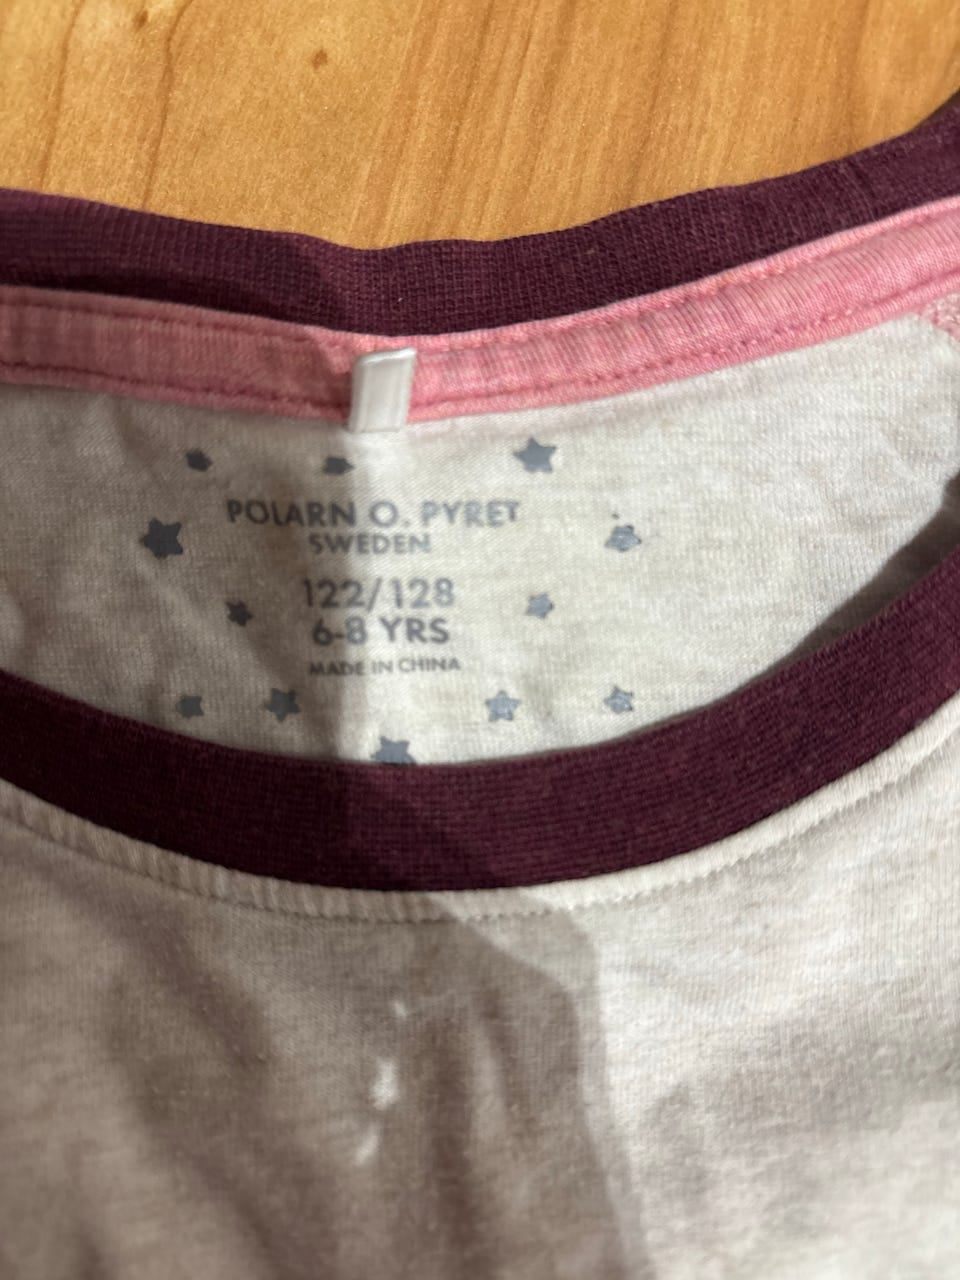 POLARN O. PYRET
SWEDEN
122/128
6-8 YRS
MADE IN CHINA